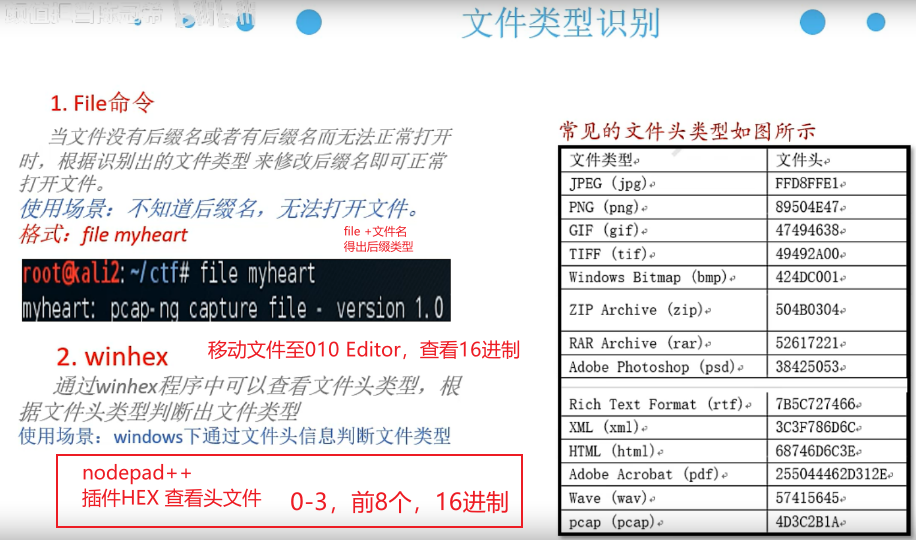 文件类型识别
1. File命令
当文件没有后缀名或者有后缀名而无法正常打开
时，根据识别出的文件类型 来修改后缀名即可正常
打开文件。
使用场景：不知道后缀名，无法打开文件。
格式：file myheart
file +文件名
得出后缀类型
root@kali2:~/ctf# file myheart
myheart: pcap-ng capture file - version 1.0
2. winhex
移动文件至010 Editor，查看16进制
通过winhex程序中可以查看文件头类型，根
据文件头类型判断出文件类型
使用场景：windows下通过文件头信息判断文件类型
nodepad++
插件HEX 查看头文件
0-3，前8个，16进制
常见的文件头类型如图所示
文件类型 文件头
JPEG (jpg) FFD8FFE1
PNG (png) 89504E47
GIF (gif) 47494638
TIFF (tif) 49492A00
Windows Bitmap (bmp) 424DC001
ZIP Archive (zip) 504B0304
RAR Archive (rar) 52617221
Adobe Photoshop (psd) 38425053
Rich Text Format (rtf) 7B5C727466
XML (xml) 3C3F786D6C
HTML (html) 68746D6C3E
Adobe Acrobat (pdf) 255044462D312E
Wave (wav) 57415645
pcap (pcap) 4D3C2B1A